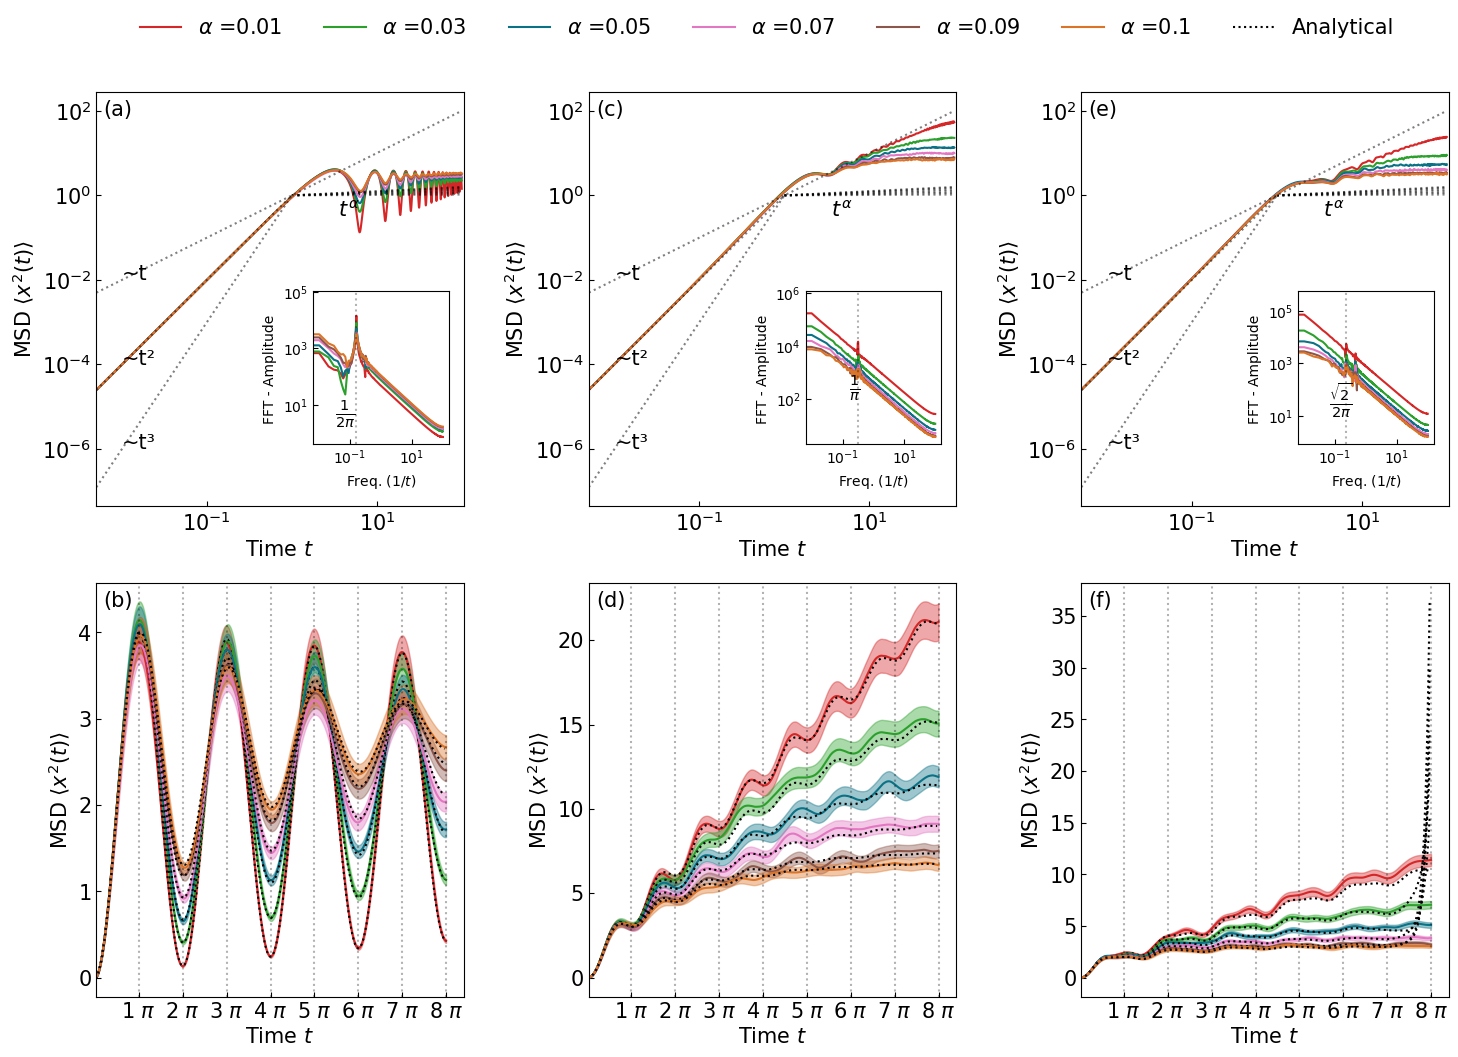 α =0.01 α =0.03 α =0.05 α =0.07 α =0.09 α =0.1 Analytical
(a)
MSD ⟨x²(t)⟩
10² 10⁰ 10⁻² 10⁻⁴ 10⁻⁶
~t
~t²
~t³
t^α
FFT - Amplitude
10⁵ 10³ 10¹
1/2π
10⁻¹ 10¹
Freq. (1/t)
10⁻¹ 10¹
Time t
(c)
MSD ⟨x²(t)⟩
10² 10⁰ 10⁻² 10⁻⁴ 10⁻⁶
~t
~t²
~t³
t^α
FFT - Amplitude
10⁶ 10⁴ 10²
1/π
10⁻¹ 10¹
Freq. (1/t)
10⁻¹ 10¹
Time t
(e)
MSD ⟨x²(t)⟩
10² 10⁰ 10⁻² 10⁻⁴ 10⁻⁶
~t
~t²
~t³
t^α
FFT - Amplitude
10⁵ 10³ 10¹
√2/2π
10⁻¹ 10¹
Freq. (1/t)
10⁻¹ 10¹
Time t
(b)
MSD ⟨x²(t)⟩
4 3 2 1 0
1 π 2 π 3 π 4 π 5 π 6 π 7 π 8 π
Time t
(d)
MSD ⟨x²(t)⟩
20 15 10 5 0
1 π 2 π 3 π 4 π 5 π 6 π 7 π 8 π
Time t
(f)
MSD ⟨x²(t)⟩
35 30 25 20 15 10 5 0
1 π 2 π 3 π 4 π 5 π 6 π 7 π 8 π
Time t